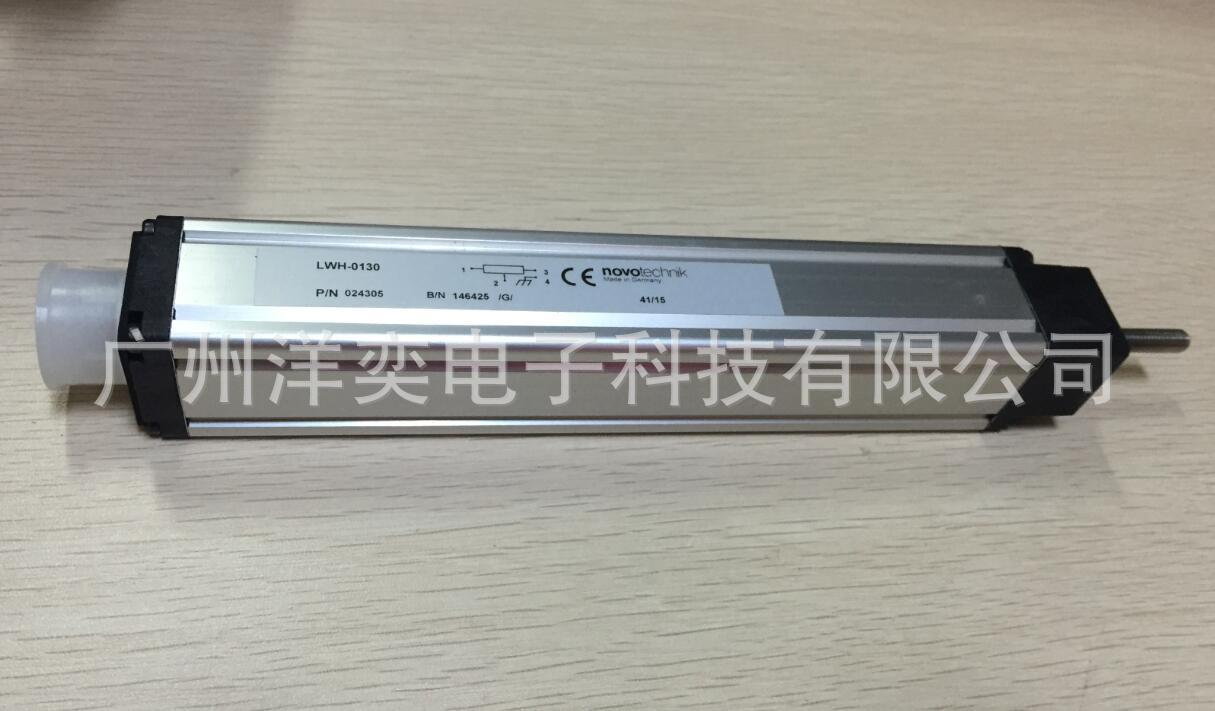 LWH-0130
1 3
2 4
CE novotechnik
Made in Germany
P/N 024305 B/N 146425 /G/ 41/15
广州洋奕电子科技有限公司